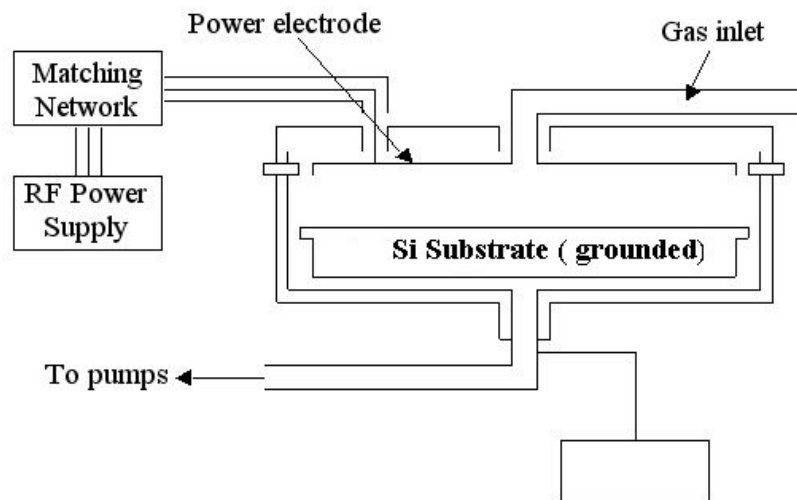 Power electrode
Gas inlet
Matching
Network
RF Power
Supply
Si Substrate ( grounded)
To pumps